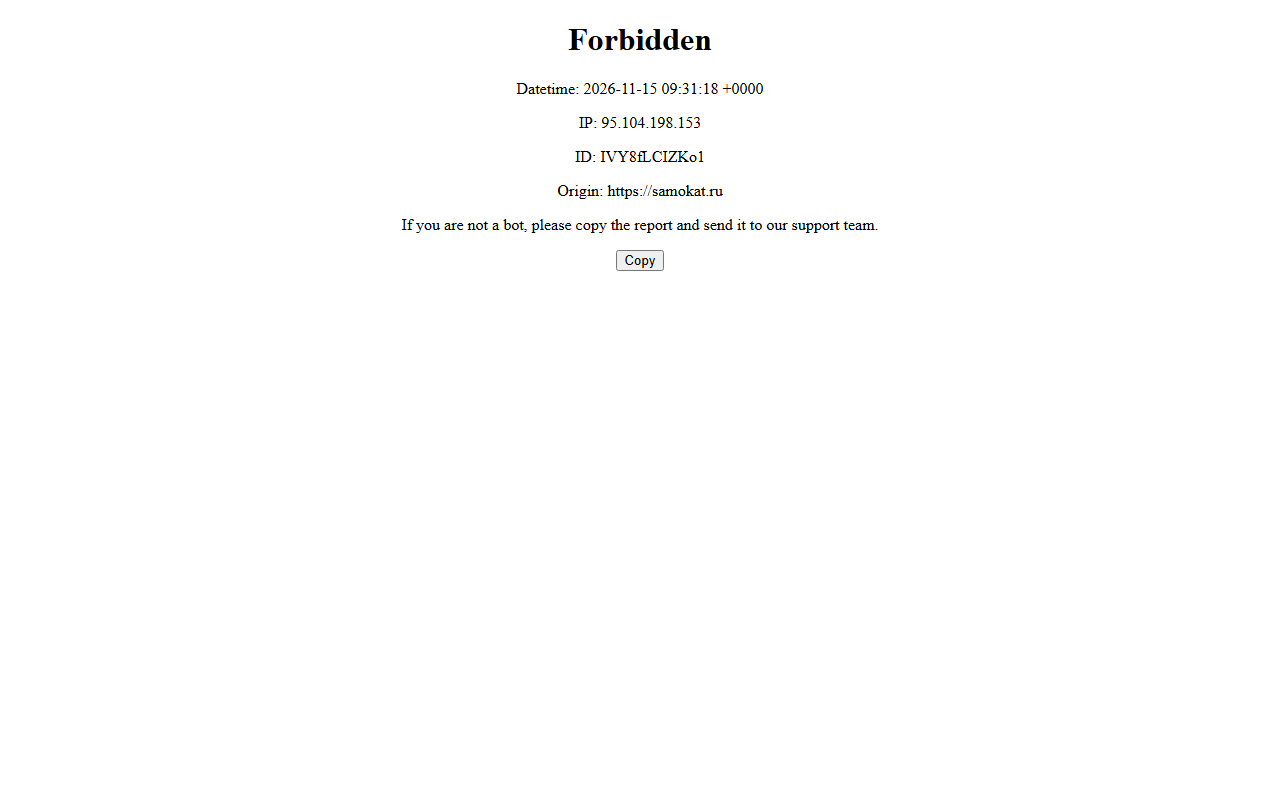 Forbidden
Datetime: 2026-11-15 09:31:18 +0000
IP: 95.104.198.153
ID: IVY8fLCIZKo1
Origin: https://samokat.ru
If you are not a bot, please copy the report and send it to our support team.
Copy